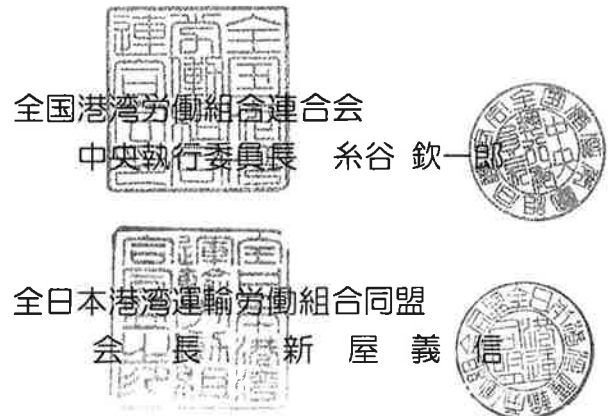 全国港湾労働組合連合会
中央執行委員長 糸谷 欽一郎
全日本港湾運輸労働組合同盟
会 長 新 屋 義 信